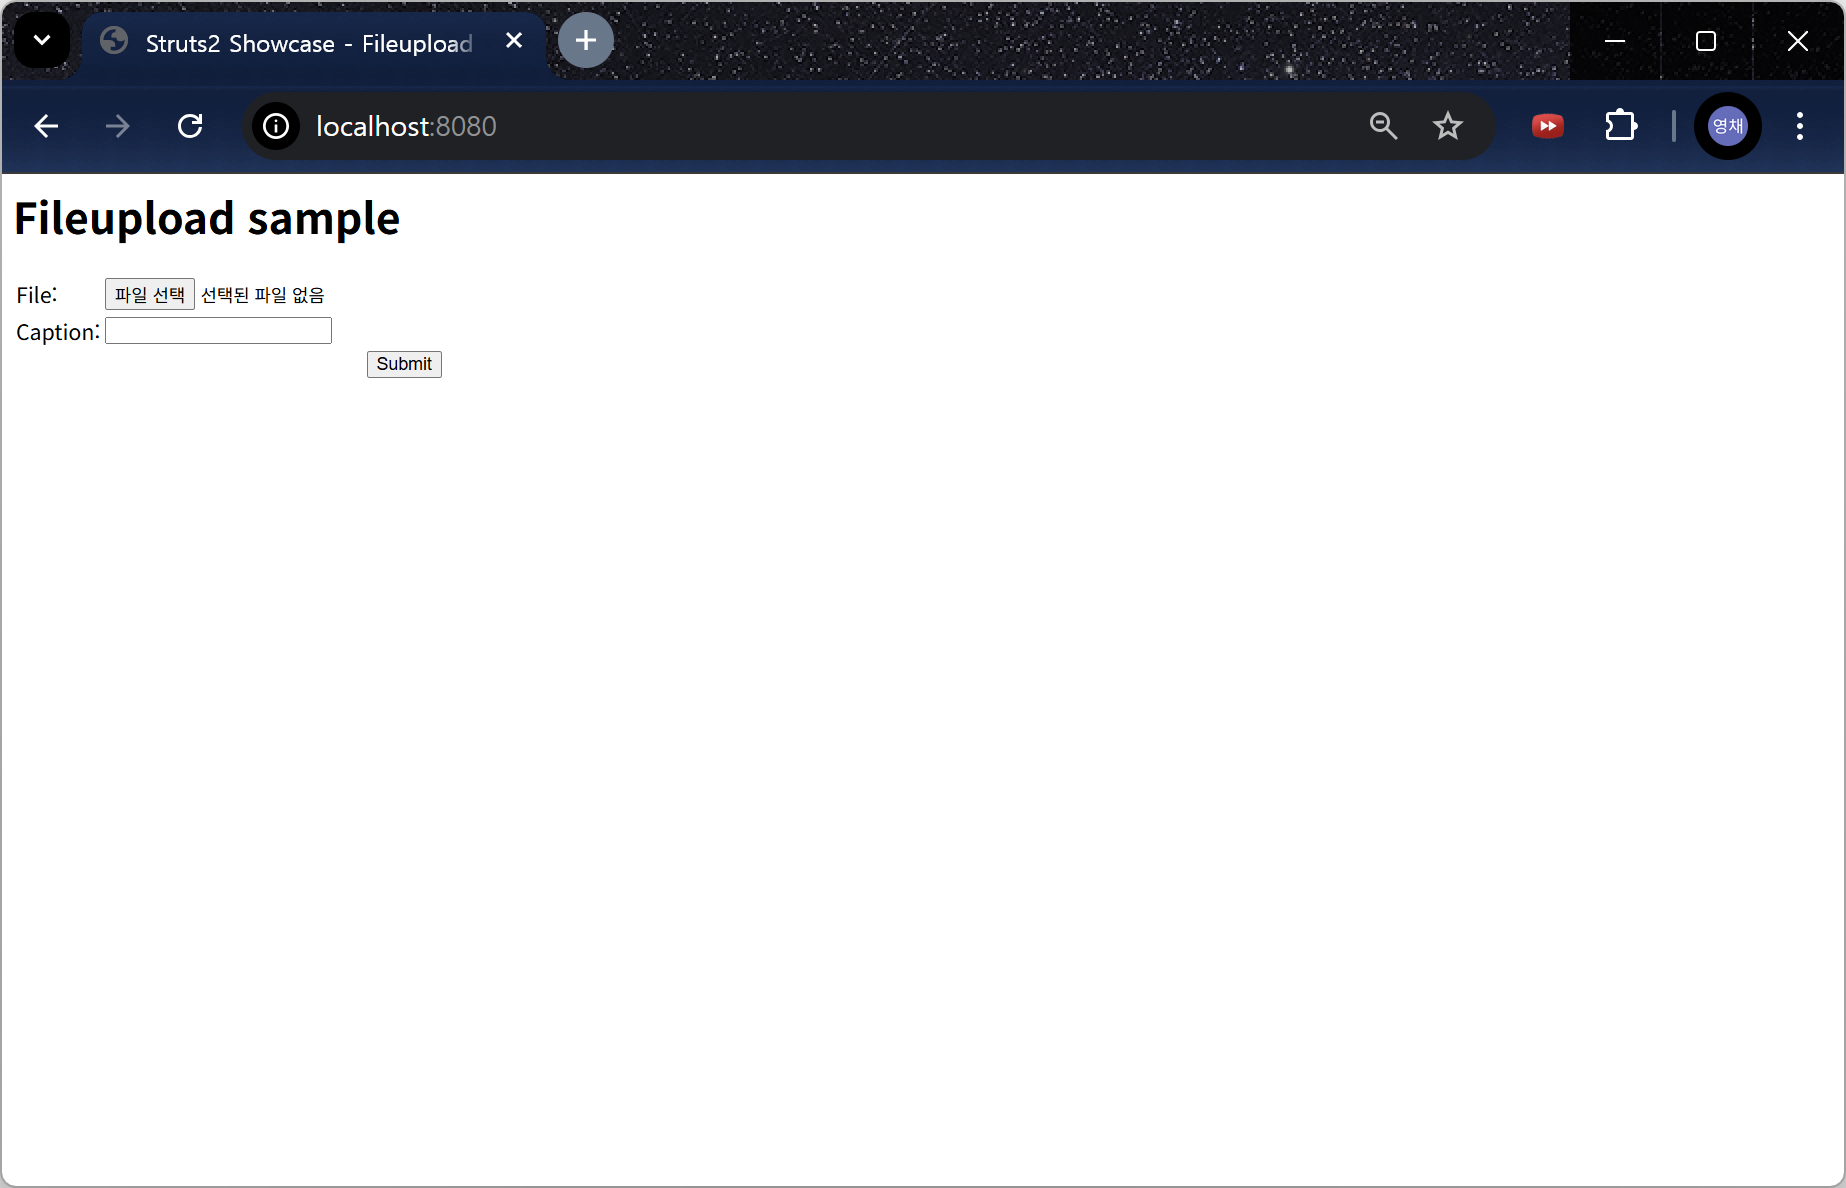 Struts2 Showcase - Fileupload
localhost:8080
영채
Fileupload sample
File: 파일 선택 선택된 파일 없음
Caption:
Submit